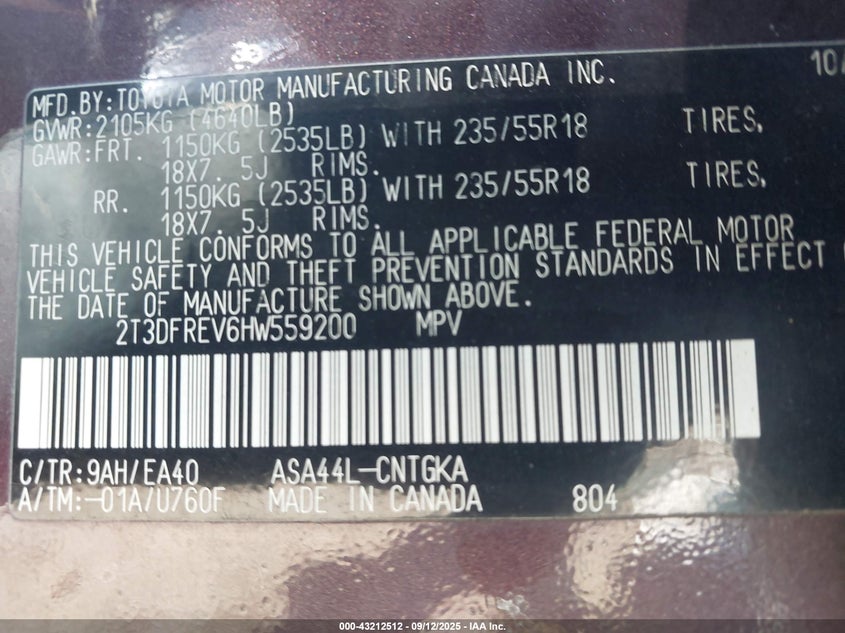 MFD.BY:TOYOTA MOTOR MANUFACTURING CANADA INC. 10/
GVWR:2105KG (4640LB)
GAWR:FRT. 1150KG (2535LB) WITH 235/55R18 TIRES,
18X7. 5J RIMS.
RR. 1150KG (2535LB) WITH 235/55R18 TIRES,
18X7. 5J RIMS.
THIS VEHICLE CONFORMS TO ALL APPLICABLE FEDERAL MOTOR
VEHICLE SAFETY AND THEFT PREVENTION STANDARDS IN EFFECT
THE DATE OF MANUFACTURE SHOWN ABOVE.
2T3DFREV6HW559200 MPV
C/TR:9AH/EA40 ASA44L-CNTGKA
A/TM:-01A/U760F MADE IN CANADA 804
000-43212512 - 09/12/2025 - IAA Inc.